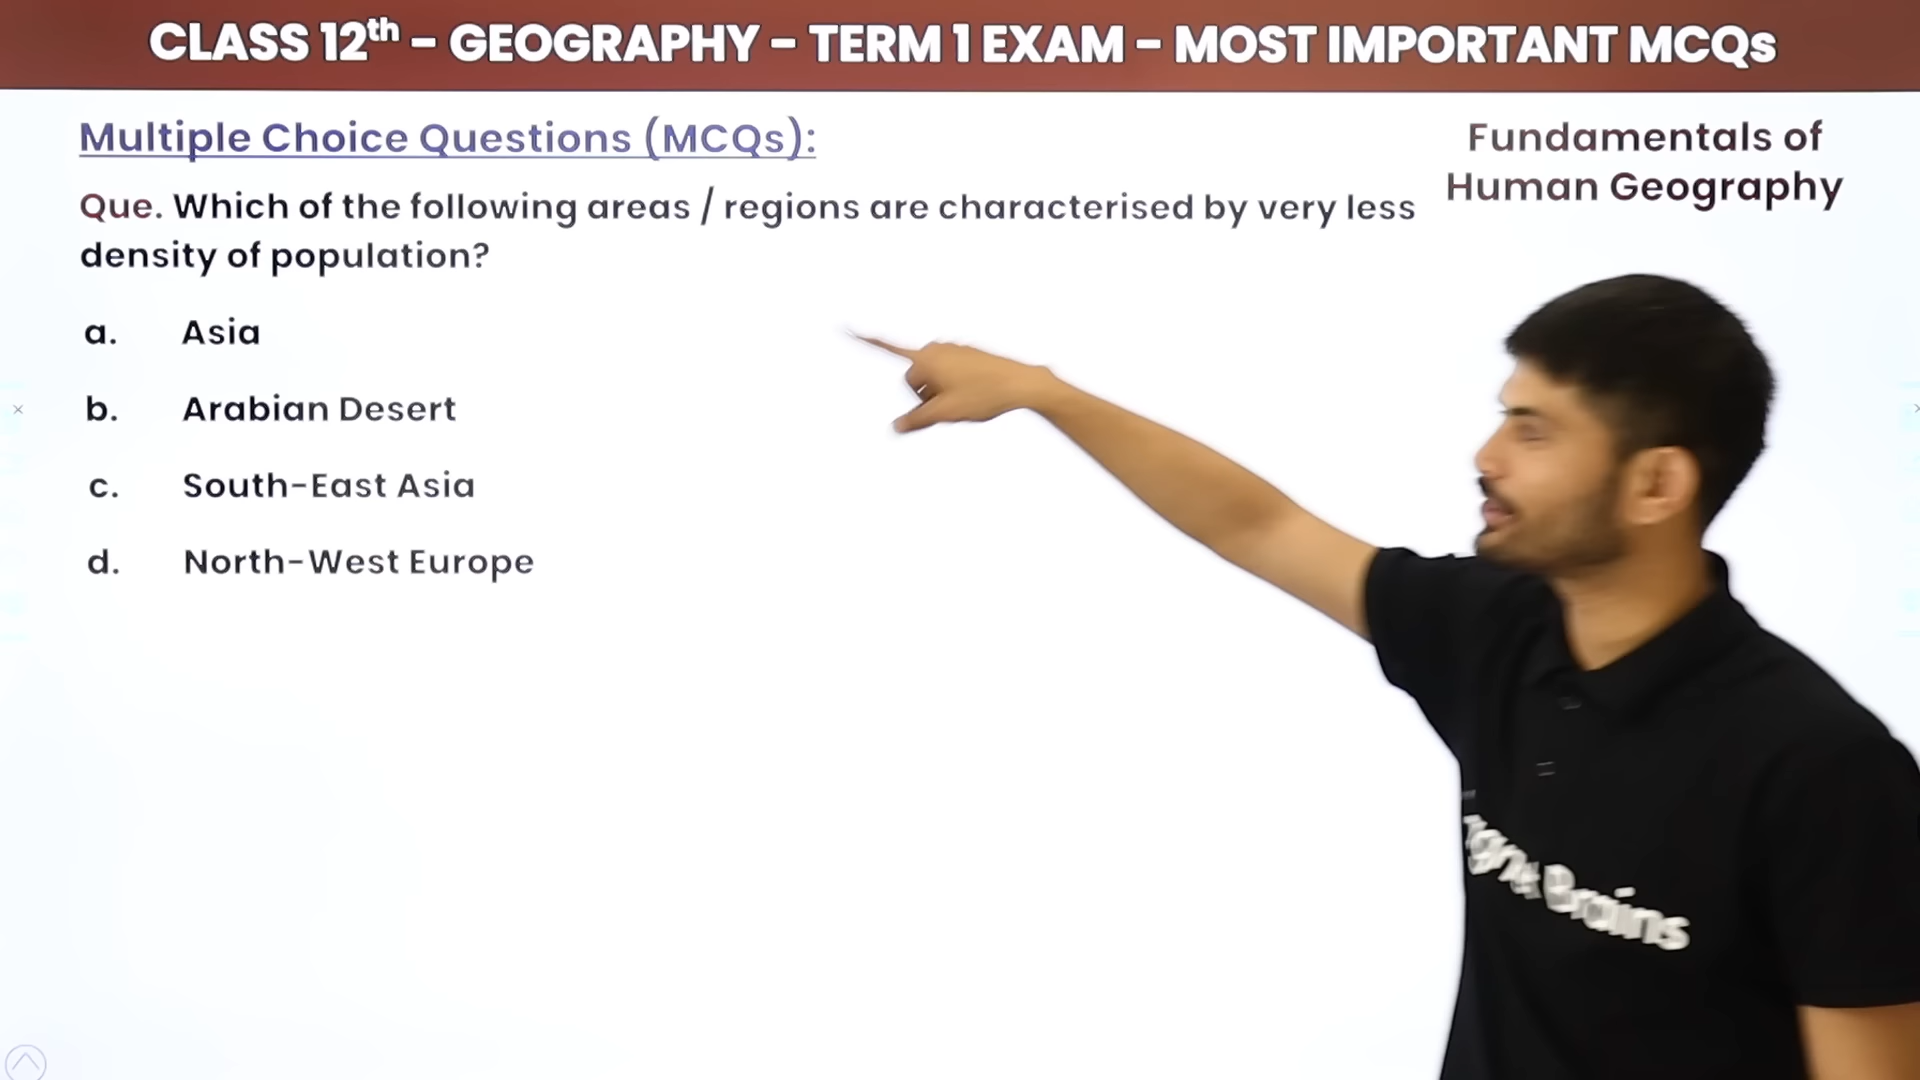 CLASS 12th - GEOGRAPHY - TERM 1 EXAM - MOST IMPORTANT MCQs
Multiple Choice Questions (MCQs):
Fundamentals of
Human Geography
Que. Which of the following areas / regions are characterised by very less
density of population?
a. Asia
b. Arabian Desert
c. South-East Asia
d. North-West Europe
Brains